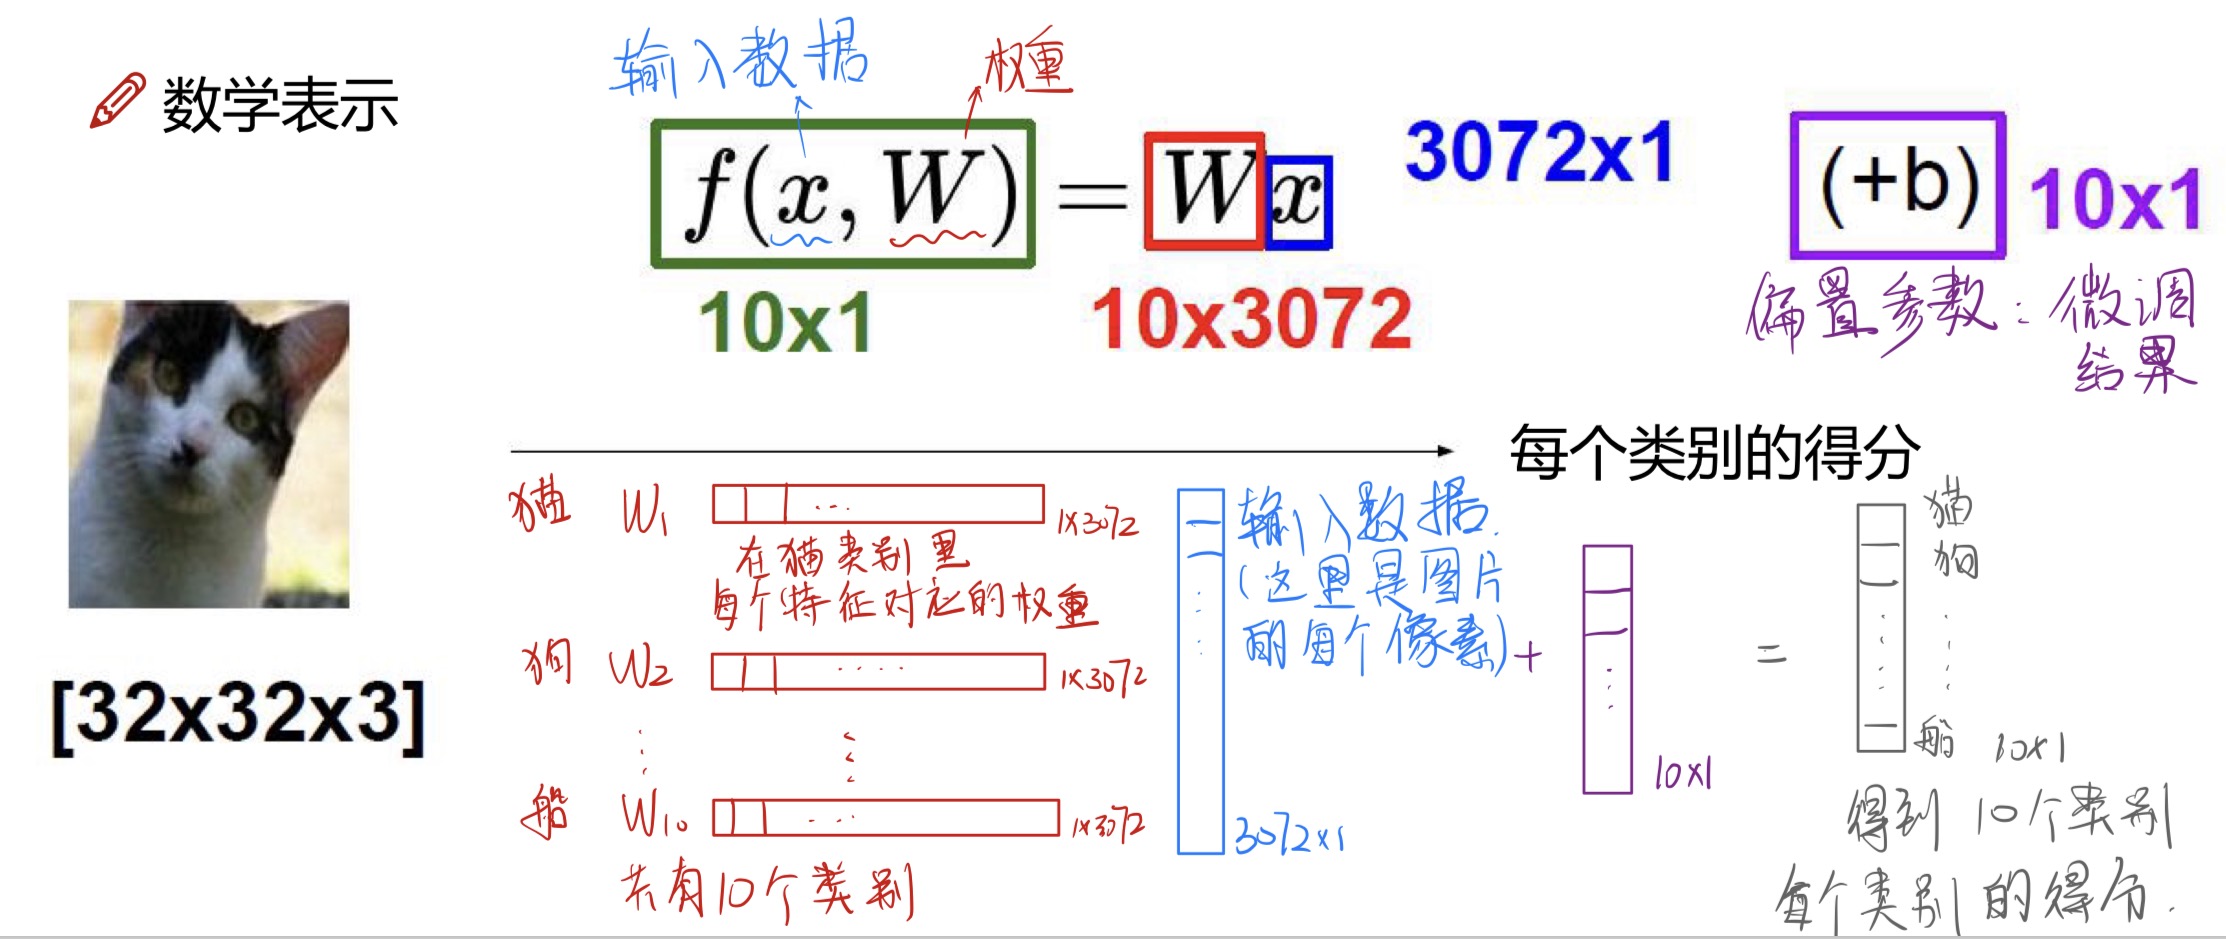 数学表示
输入数据
权重
f(x, W) = Wx
3072x1
(+b)
10x1
10x1
10x3072
偏置参数：微调
结果
[32x32x3]
每个类别的得分
猫 W1 ... 1x3072
在猫类别里
每个特征对应的权重
狗 W2 .... 1x3072
船 W10 ... 1x3072
共有10个类别
输入数据.
(这里是图片
的每个像素)
3072x1
+
10x1
=
猫
狗
船 10x1
得到 10个类别
每个类别的得分.